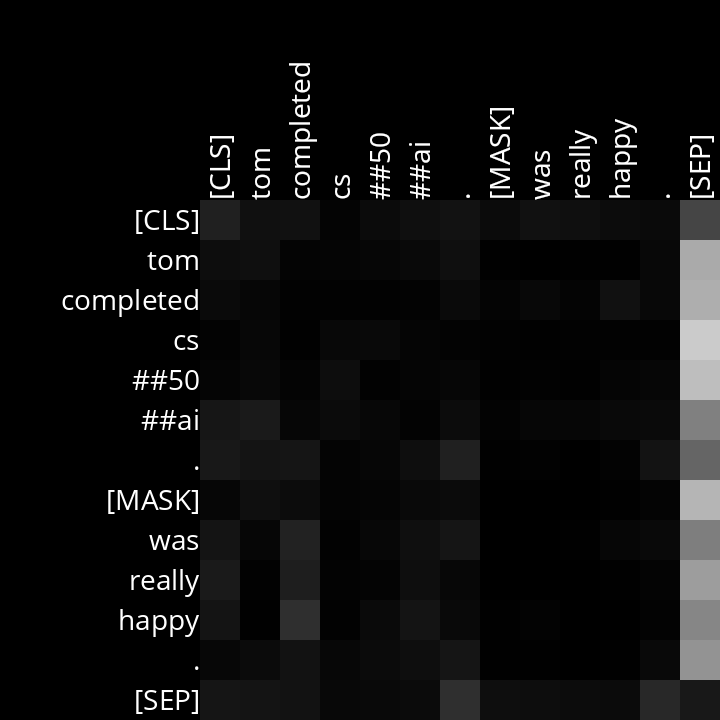 [CLS] tom completed cs ##50 ##ai . [MASK] was really happy . [SEP]
[CLS]
tom
completed
cs
##50
##ai
.
[MASK]
was
really
happy
.
[SEP]